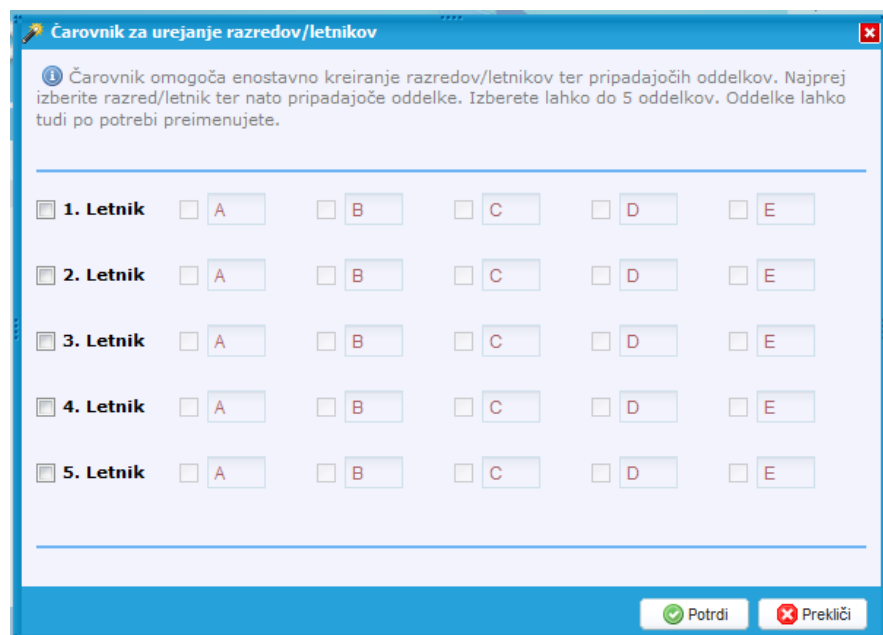 Čarovnik za urejanje razredov/letnikov
Čarovnik omogoča enostavno kreiranje razredov/letnikov ter pripadajočih oddelkov. Najprej
izberite razred/letnik ter nato pripadajoče oddelke. Izberete lahko do 5 oddelkov. Oddelke lahko
tudi po potrebi preimenujete.
1. Letnik A B C D E
2. Letnik A B C D E
3. Letnik A B C D E
4. Letnik A B C D E
5. Letnik A B C D E
Potrdi Prekliči